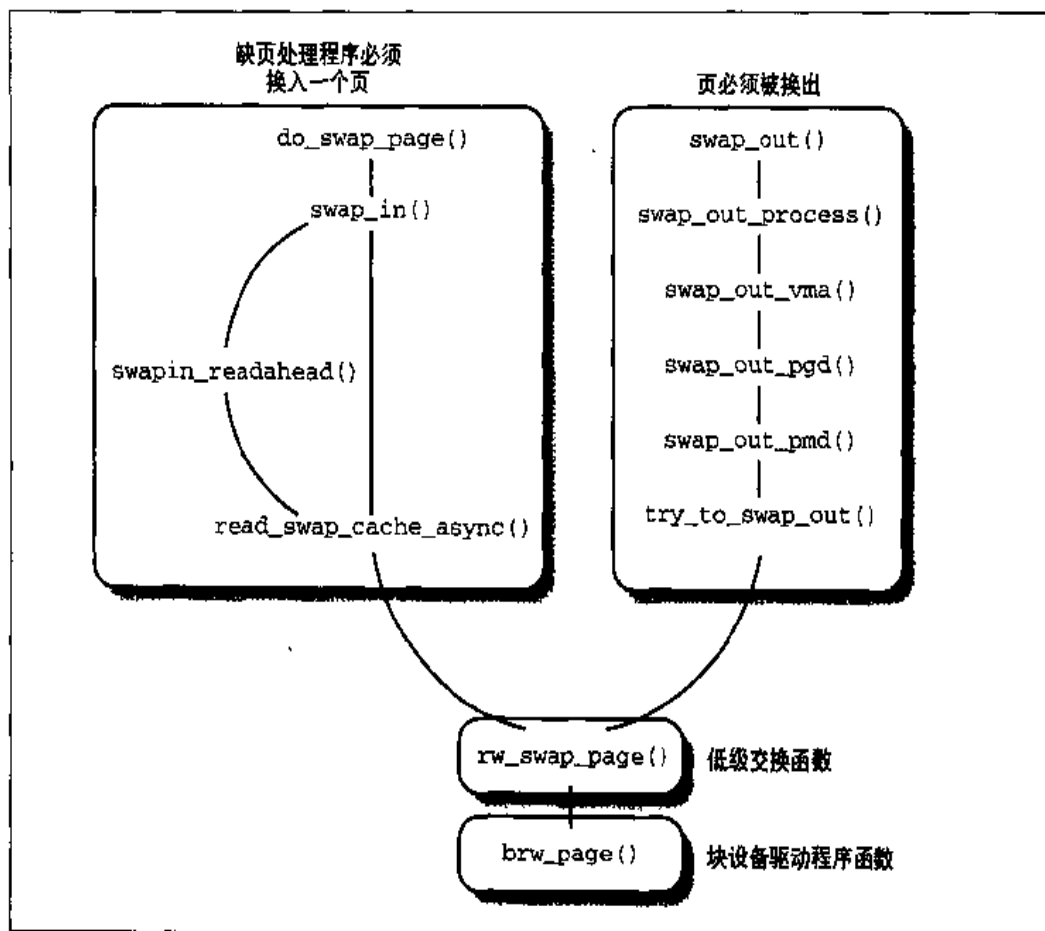 缺页处理程序必须
换入一个页
do_swap_page()
swap_in()
swapin_readahead()
read_swap_cache_async()
页必须被换出
swap_out()
swap_out_process()
swap_out_vma()
swap_out_pgd()
swap_out_pmd()
try_to_swap_out()
rw_swap_page()
低级交换函数
brw_page()
块设备驱动程序函数